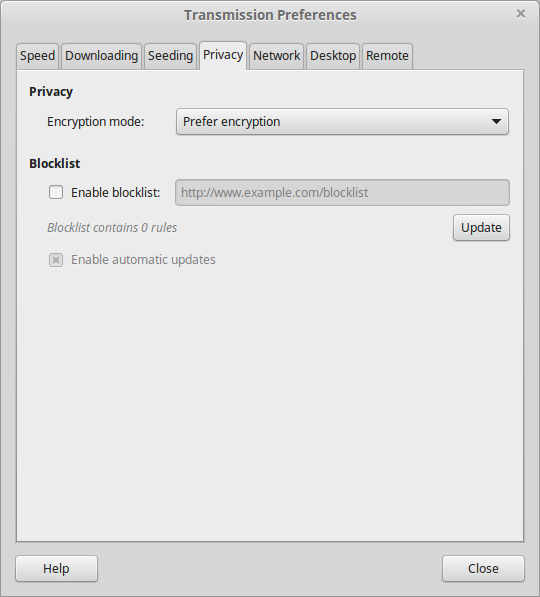 Transmission Preferences
Speed Downloading Seeding Privacy Network Desktop Remote
Privacy
Encryption mode: Prefer encryption
Blocklist
Enable blocklist: http://www.example.com/blocklist
Blocklist contains 0 rules Update
Enable automatic updates
Help Close